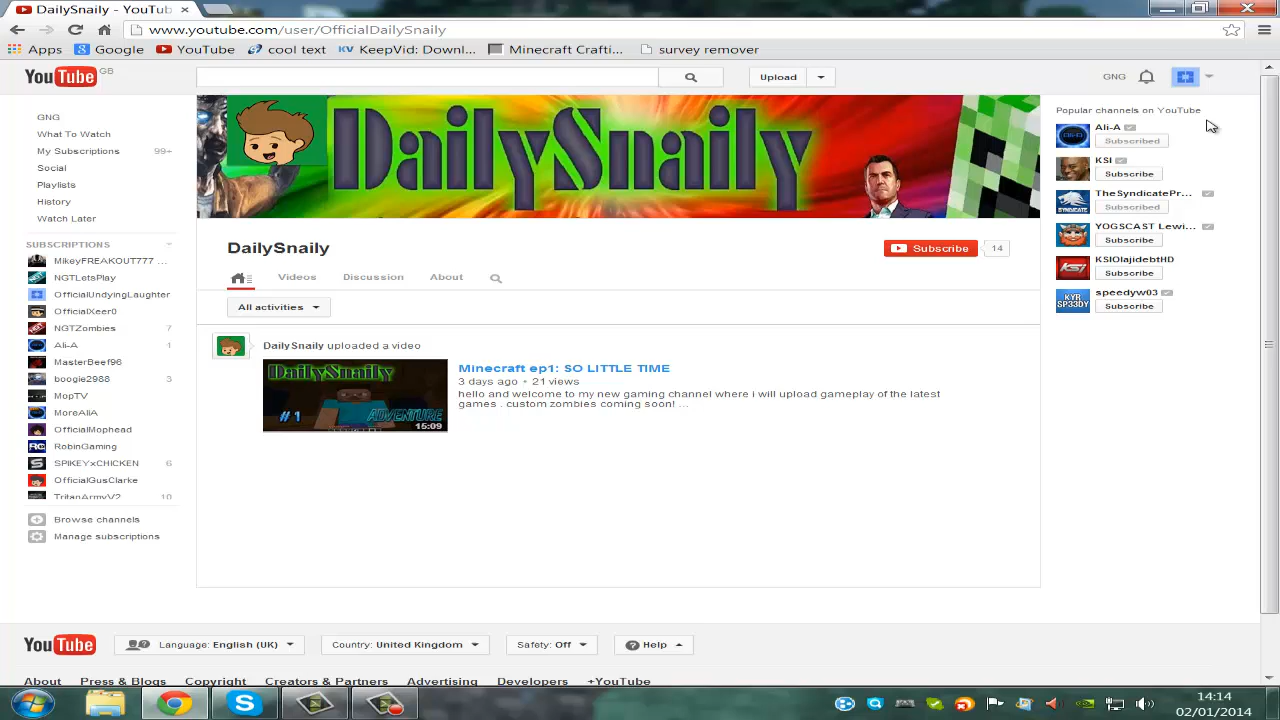 DailySnaily - YouTub
www.youtube.com/user/OfficialDailySnaily
Apps Google YouTube cool text KeepVid: Downl... Minecraft Crafti... survey remover
YouTube GB Upload GNG
GNG
What To Watch
My Subscriptions 99+
Social
Playlists
History
Watch Later
SUBSCRIPTIONS
MikeyFREAKOUT777 ...
NGTLetsPlay
OfficialUndyingLaughter
OfficialXeer0
NGTZombies 7
Ali-A 1
MasterBeef96
boogie2988 3
MopTV
MoreAliA
OfficialMophead
RobinGaming
SPIKEYxCHICKEN 6
OfficialGusClarke
TritanArmyV2 10
Browse channels
Manage subscriptions
DailySnaily
DailySnaily
Subscribe 14
Videos Discussion About
All activities
DailySnaily uploaded a video
DailySnaily
#1 ADVENTURE
15:09
Minecraft ep1: SO LITTLE TIME
3 days ago • 21 views
hello and welcome to my new gaming channel where i will upload gameplay of the latest
games . custom zombies coming soon! ...
Popular channels on YouTube
Ali-A
Subscribed
KSI
Subscribe
TheSyndicatePr...
SYNDICATE
Subscribed
YOGSCAST Lewi...
Subscribe
KSIOlajidebtHD
KSI
Subscribe
speedyw03
KYR
SP33DY
Subscribe
YouTube Language: English (UK) Country: United Kingdom Safety: Off Help
About Press & Blogs Copyright Creators & Partners Advertising Developers +YouTube
14:14
02/01/2014